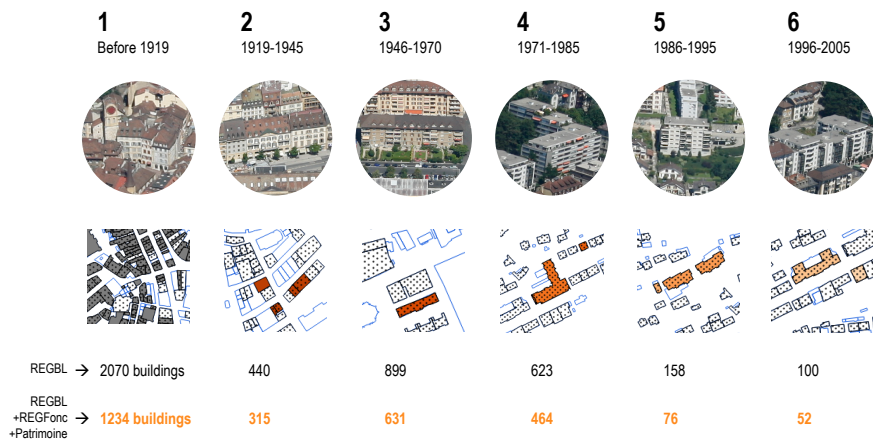 1 2 3 4 5 6
Before 1919 1919-1945 1946-1970 1971-1985 1986-1995 1996-2005
REGBL → 2070 buildings 440 899 623 158 100
REGBL
+REGFonc → 1234 buildings 315 631 464 76 52
+Patrimoine